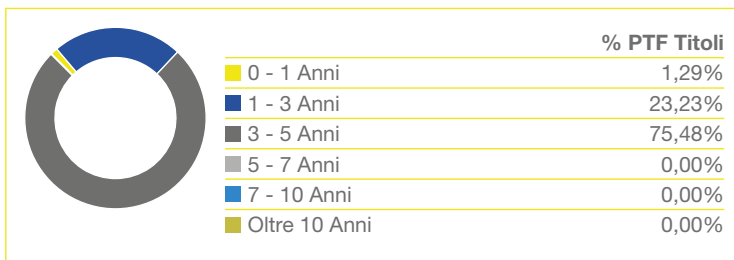 % PTF Titoli
0 - 1 Anni 1,29%
1 - 3 Anni 23,23%
3 - 5 Anni 75,48%
5 - 7 Anni 0,00%
7 - 10 Anni 0,00%
Oltre 10 Anni 0,00%